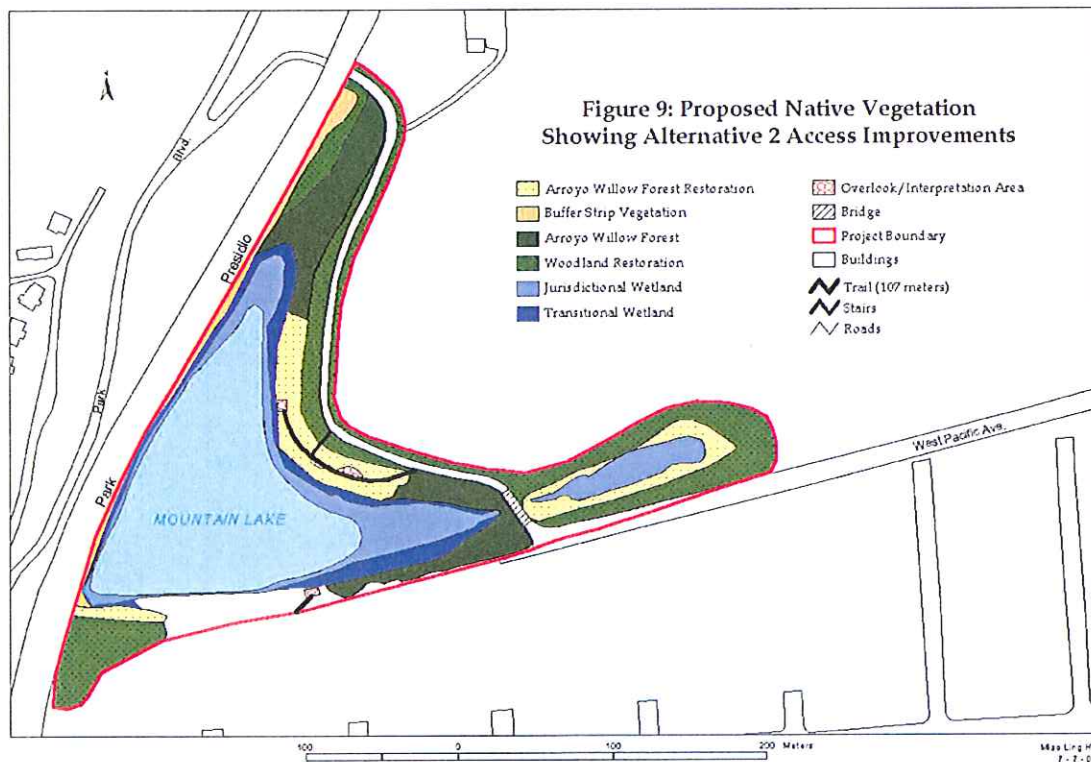 Figure 9: Proposed Native Vegetation
Showing Alternative 2 Access Improvements
Arroyo Willow Forest Restoration
Buffer Strip Vegetation
Arroyo Willow Forest
Woodland Restoration
Jurisdictional Wetland
Transitional Wetland
Overlook/Interpretation Area
Bridge
Project Boundary
Buildings
Trail (107 meters)
Stairs
Roads
Blvd.
Presidio
Park
Park
MOUNTAIN LAKE
West Pacific Ave.
100 0 100 200 Meters